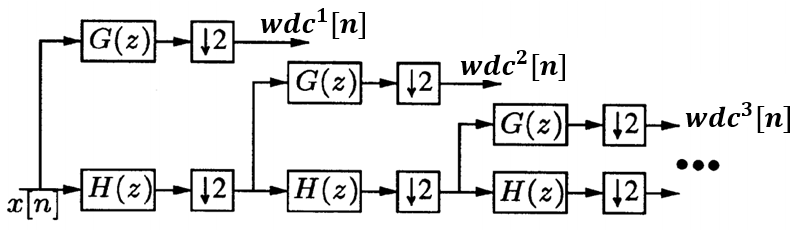 G(z) ↓2 wdc¹[n]
G(z) ↓2 wdc²[n]
G(z) ↓2 wdc³[n]
x[n] H(z) ↓2 H(z) ↓2 H(z) ↓2